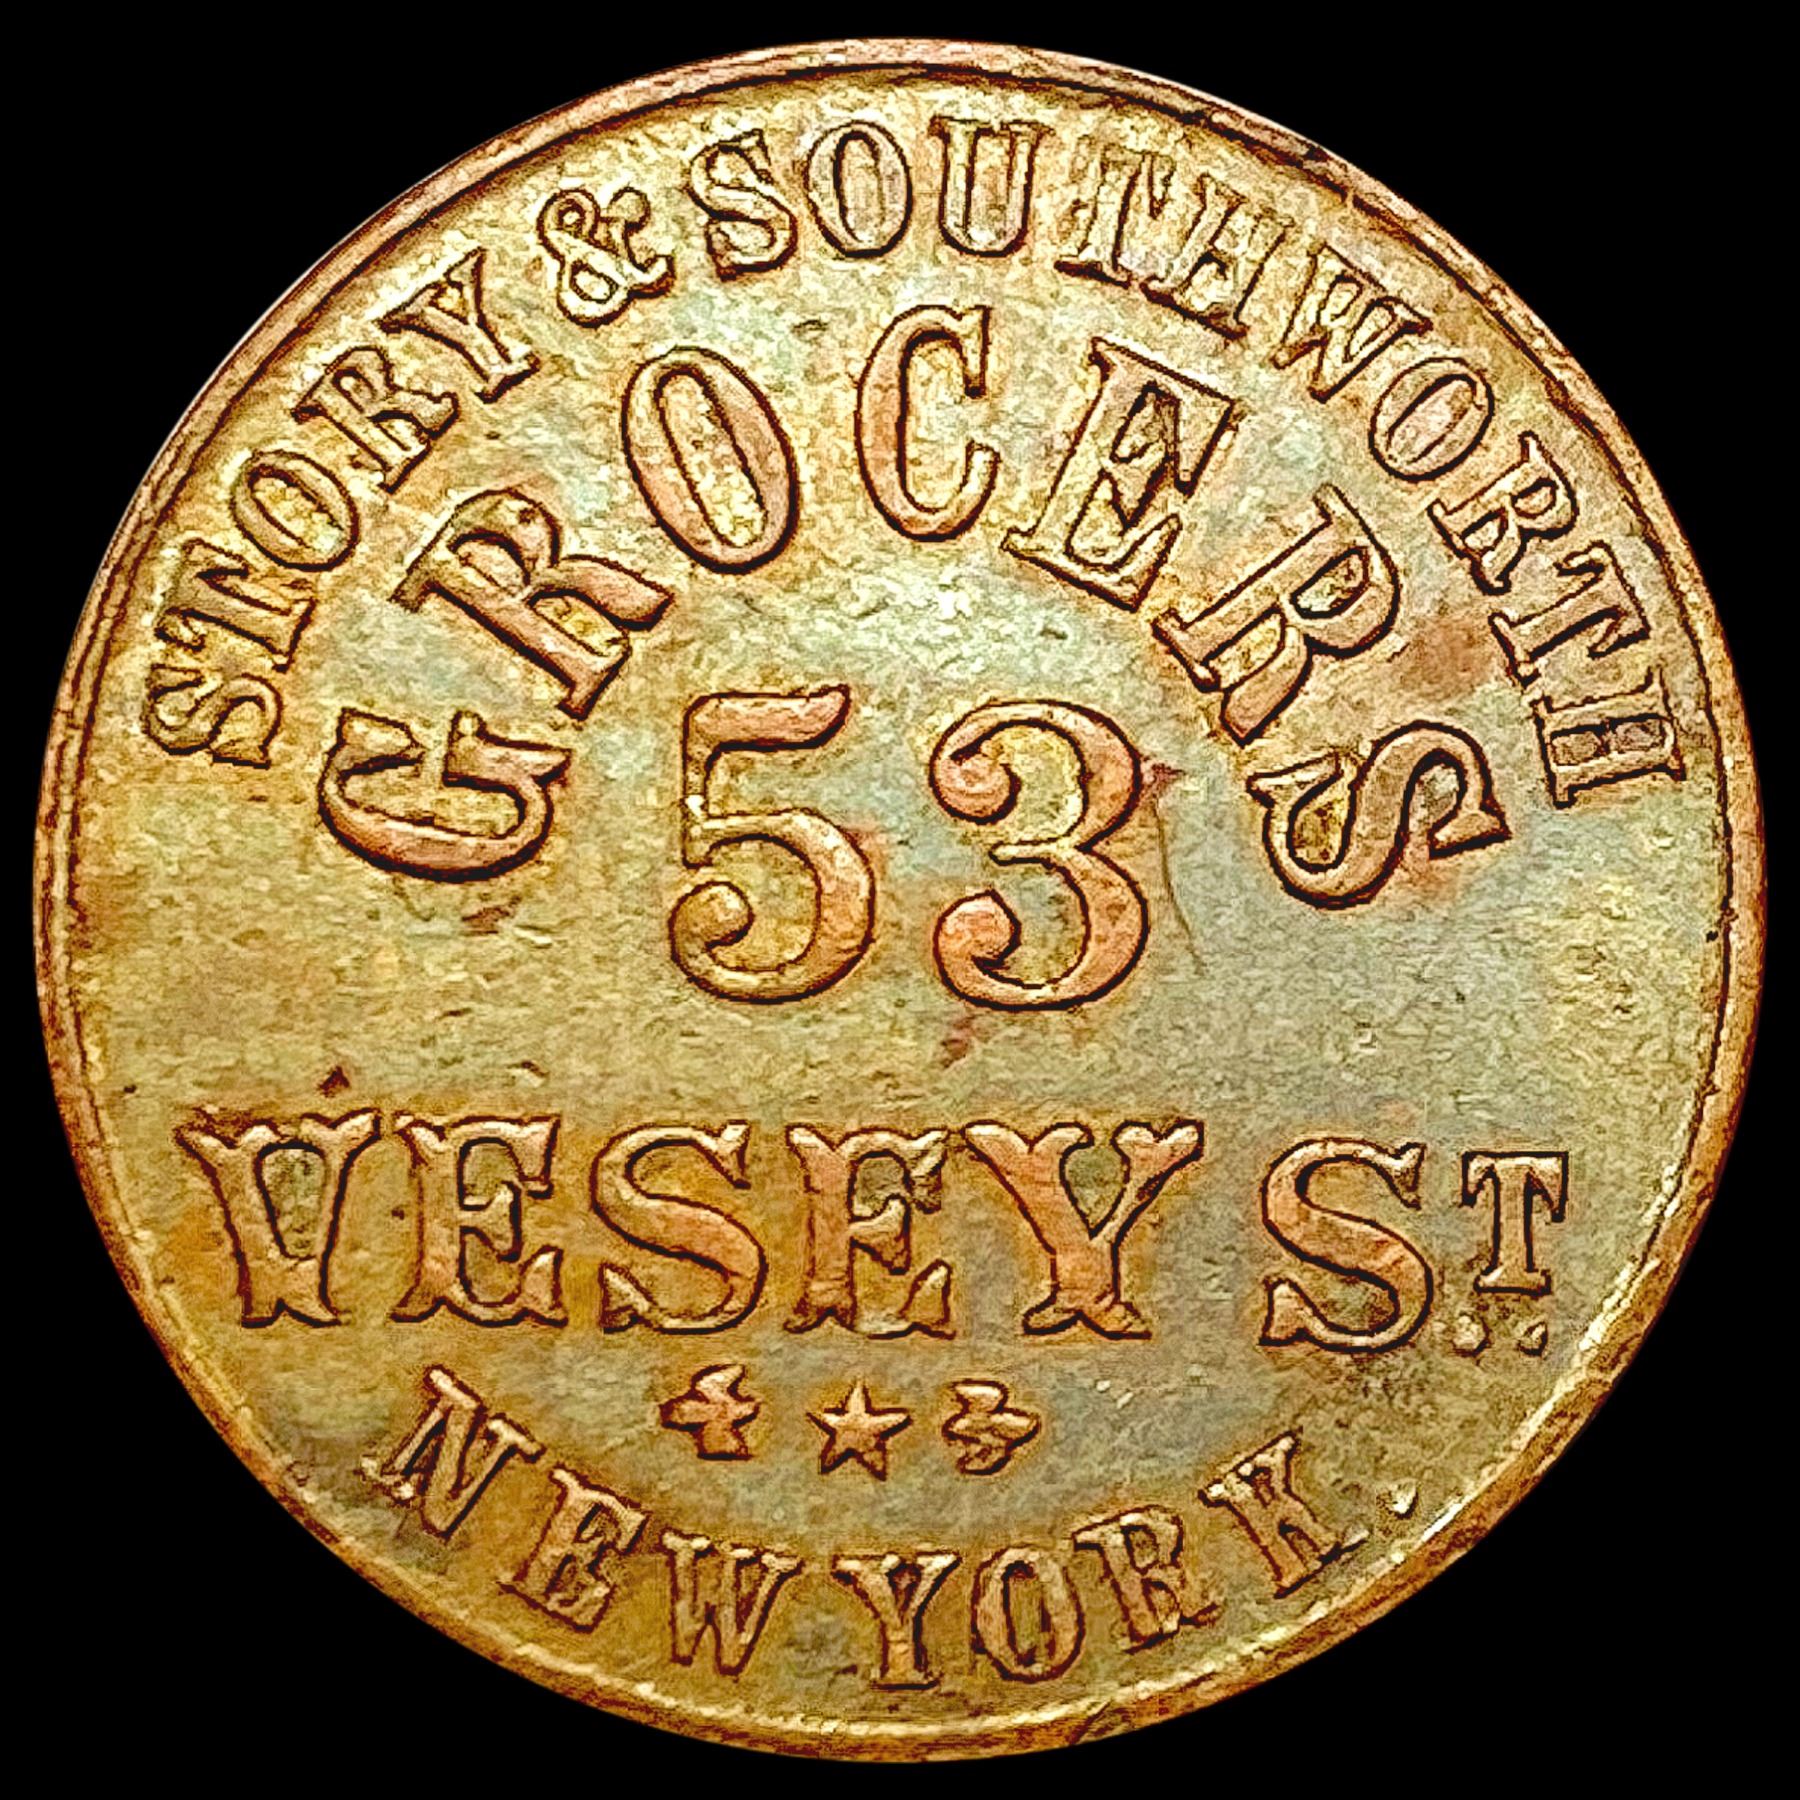 STORY & SOUTHWORTH
GROCERS
53
VESEY ST.
NEW YORK.